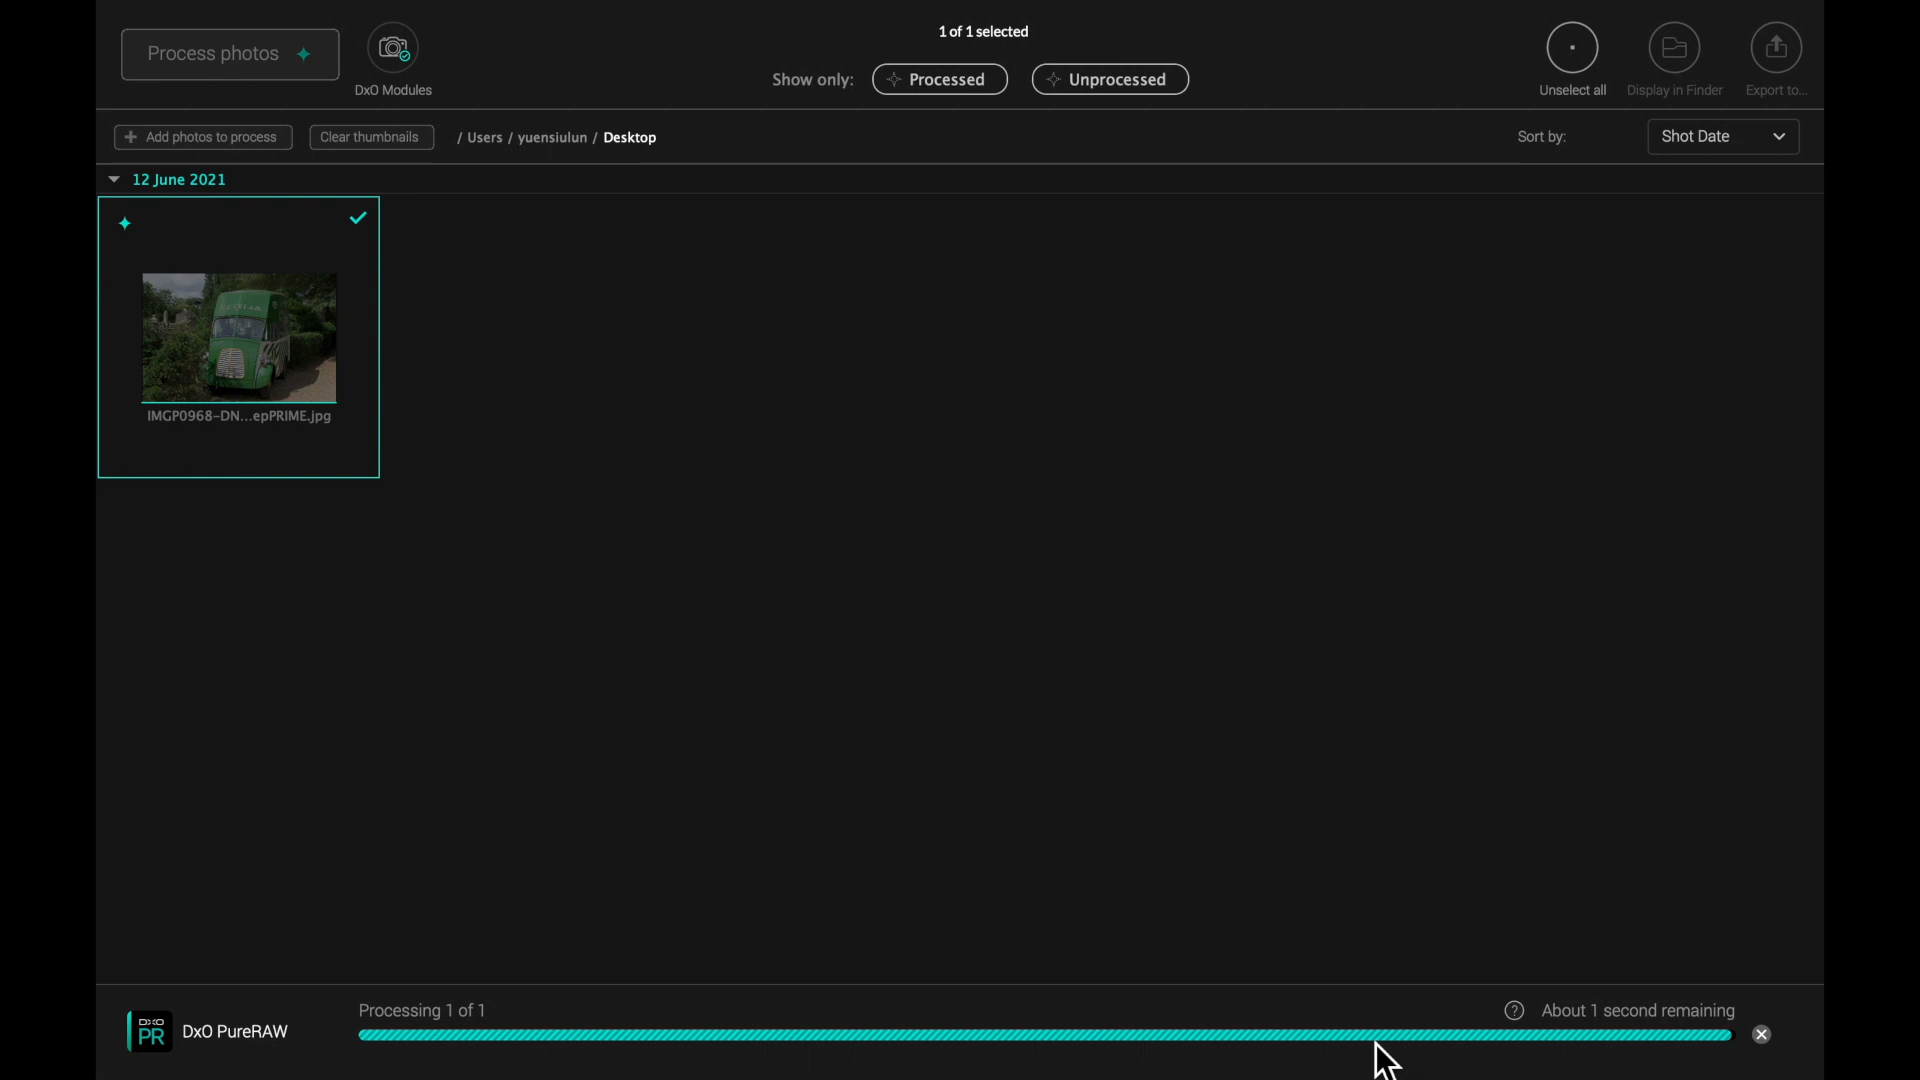 Process photos
DxO Modules
1 of 1 selected
Show only:
Processed
Unprocessed
Unselect all
Display in Finder
Export to...
Add photos to process
Clear thumbnails
/ Users / yuensiulun / Desktop
Sort by:
Shot Date
12 June 2021
IMGP0968-DN...epPRIME.jpg
DXO
PR
DxO PureRAW
Processing 1 of 1
? About 1 second remaining